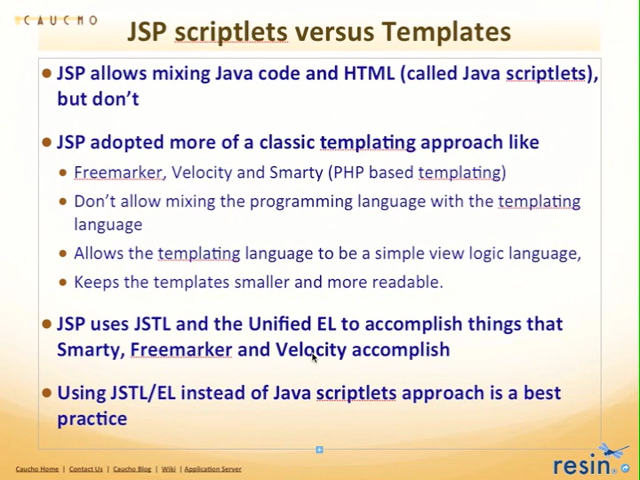 CAUCHO
JSP scriptlets versus Templates
JSP allows mixing Java code and HTML (called Java scriptlets),
but don't
JSP adopted more of a classic templating approach like
Freemarker, Velocity and Smarty (PHP based templating)
Don't allow mixing the programming language with the templating
language
Allows the templating language to be a simple view logic language,
Keeps the templates smaller and more readable.
JSP uses JSTL and the Unified EL to accomplish things that
Smarty, Freemarker and Velocity accomplish
Using JSTL/EL instead of Java scriptlets approach is a best
practice
Caucho Home | Contact Us | Caucho Blog | Wiki | Application Server
resin